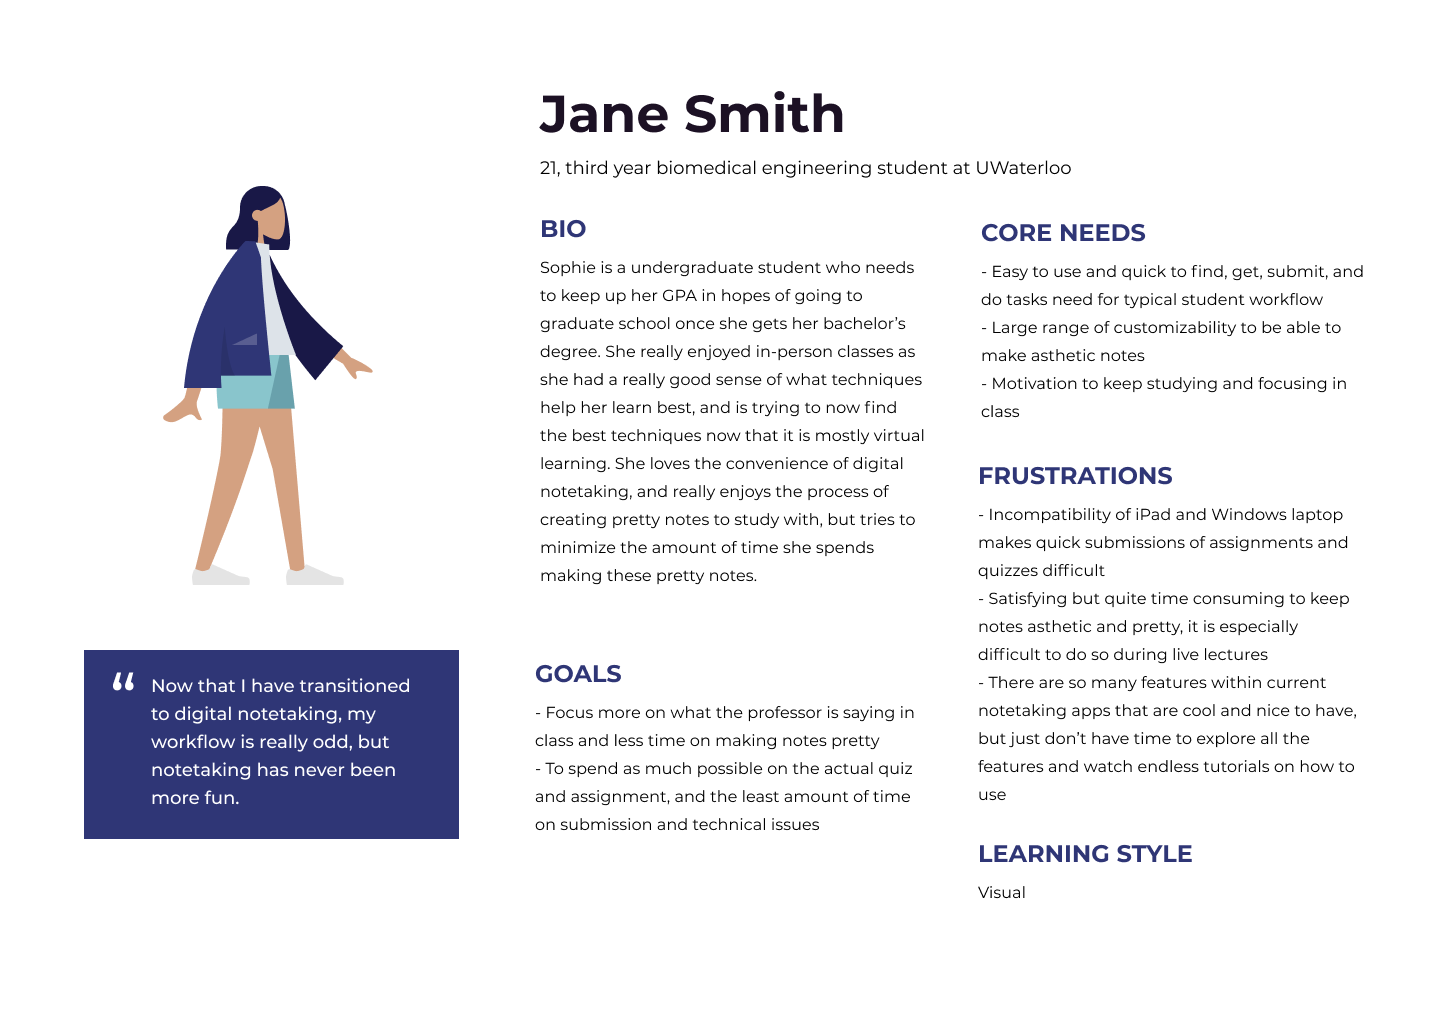 Jane Smith
21, third year biomedical engineering student at UWaterloo
BIO
Sophie is a undergraduate student who needs
to keep up her GPA in hopes of going to
graduate school once she gets her bachelor’s
degree. She really enjoyed in-person classes as
she had a really good sense of what techniques
help her learn best, and is trying to now find
the best techniques now that it is mostly virtual
learning. She loves the convenience of digital
notetaking, and really enjoys the process of
creating pretty notes to study with, but tries to
minimize the amount of time she spends
making these pretty notes.
GOALS
- Focus more on what the professor is saying in
class and less time on making notes pretty
- To spend as much possible on the actual quiz
and assignment, and the least amount of time
on submission and technical issues
CORE NEEDS
- Easy to use and quick to find, get, submit, and
do tasks need for typical student workflow
- Large range of customizability to be able to
make asthetic notes
- Motivation to keep studying and focusing in
class
FRUSTRATIONS
- Incompatibility of iPad and Windows laptop
makes quick submissions of assignments and
quizzes difficult
- Satisfying but quite time consuming to keep
notes asthetic and pretty, it is especially
difficult to do so during live lectures
- There are so many features within current
notetaking apps that are cool and nice to have,
but just don’t have time to explore all the
features and watch endless tutorials on how to
use
LEARNING STYLE
Visual
“ Now that I have transitioned
to digital notetaking, my
workflow is really odd, but
notetaking has never been
more fun.